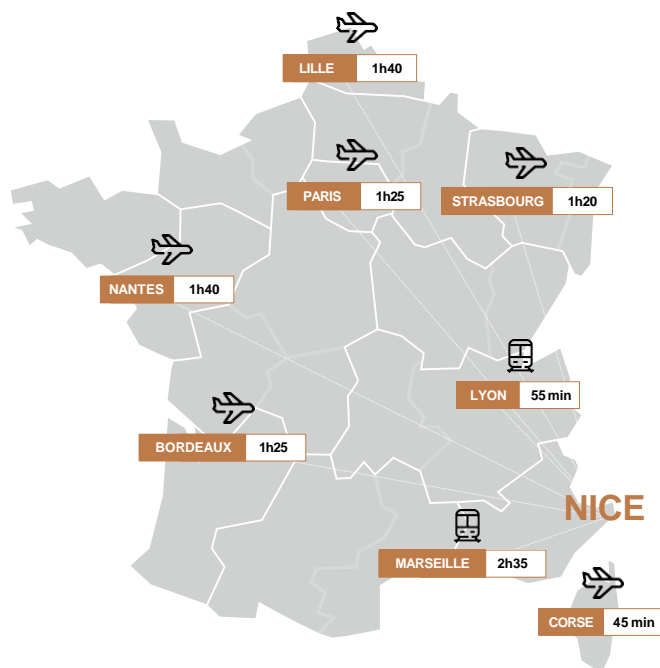 LILLE 1h40
PARIS 1h25
STRASBOURG 1h20
NANTES 1h40
LYON 55 min
BORDEAUX 1h25
NICE
MARSEILLE 2h35
CORSE 45 min